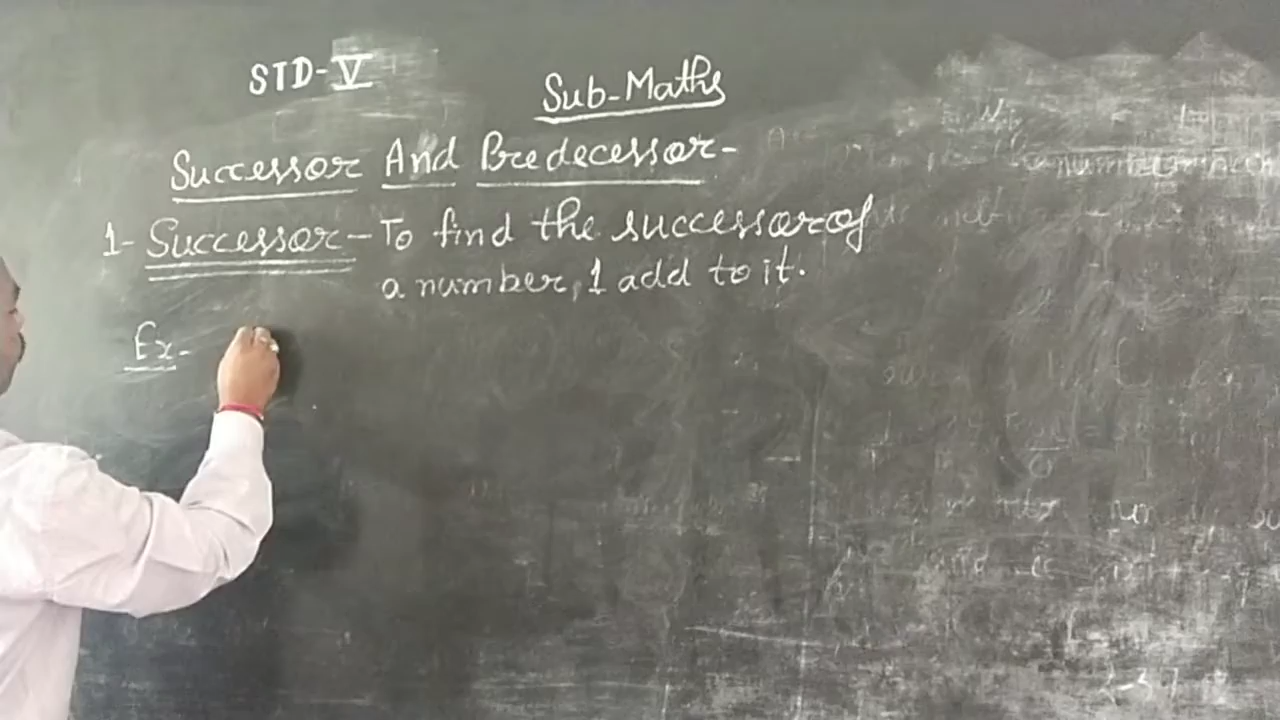 STD-V
Sub-Maths
Successor And Predecessor-
1- Successor - To find the successor of
a number, 1 add to it.
Ex-